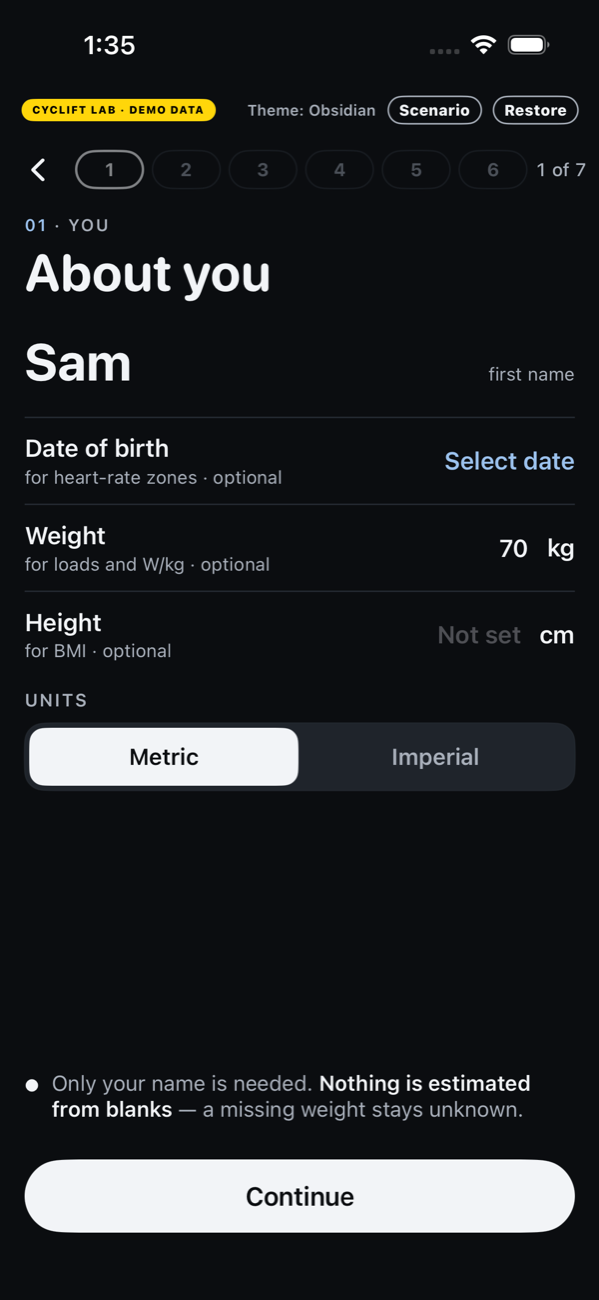 1:35
CYCLIFT LAB · DEMO DATA
Theme: Obsidian
Scenario
Restore
1 2 3 4 5 6 1 of 7
01 · YOU
About you
Sam
first name
Date of birth
for heart-rate zones · optional
Select date
Weight
for loads and W/kg · optional
70 kg
Height
for BMI · optional
Not set cm
UNITS
Metric
Imperial
Only your name is needed. Nothing is estimated
from blanks — a missing weight stays unknown.
Continue